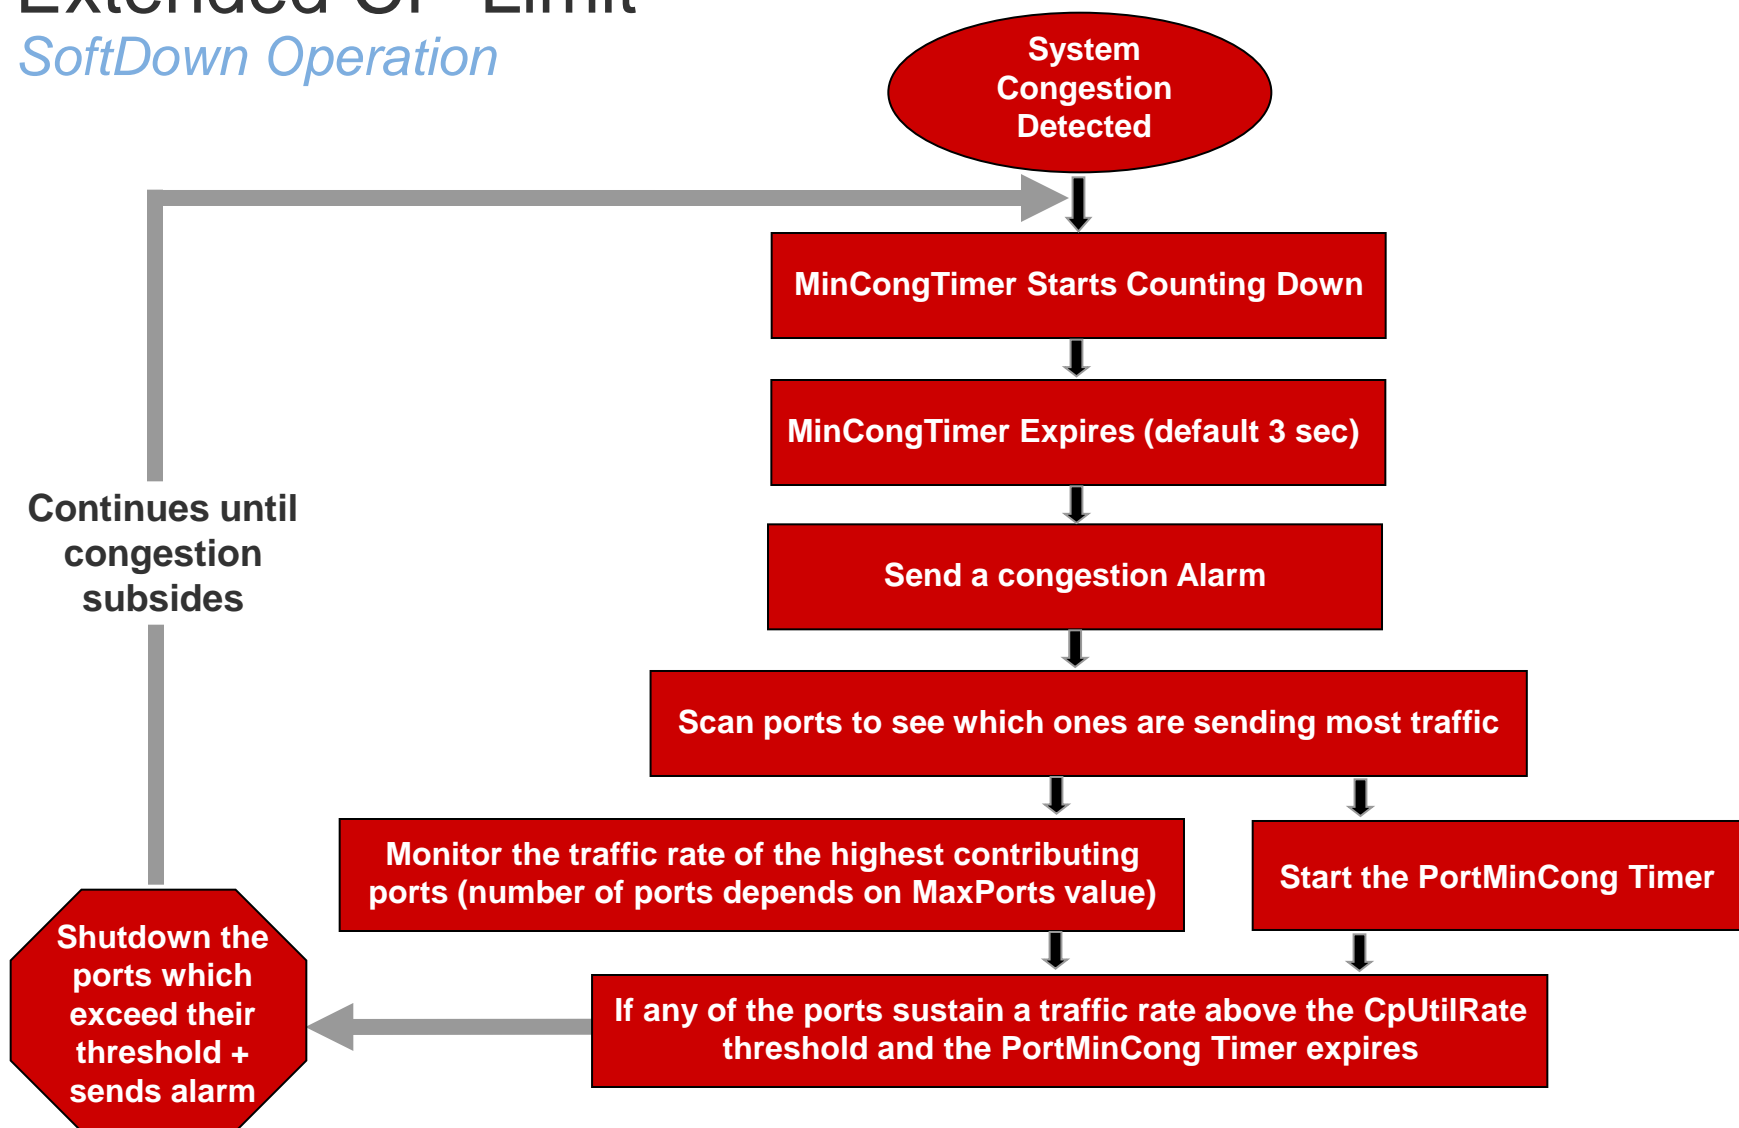 Extended CP Limit
SoftDown Operation
System
Congestion
Detected
MinCongTimer Starts Counting Down
MinCongTimer Expires (default 3 sec)
Send a congestion Alarm
Scan ports to see which ones are sending most traffic
Monitor the traffic rate of the highest contributing
ports (number of ports depends on MaxPorts value)
Start the PortMinCong Timer
If any of the ports sustain a traffic rate above the CpUtilRate
threshold and the PortMinCong Timer expires
Shutdown the
ports which
exceed their
threshold +
sends alarm
Continues until
congestion
subsides